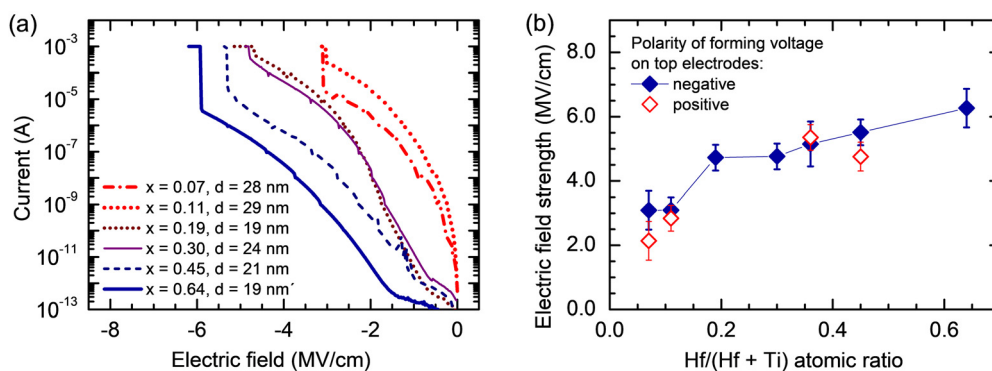 (a)
10⁻³
10⁻⁵
10⁻⁷
10⁻⁹
10⁻¹¹
10⁻¹³
Current (A)
x = 0.07, d = 28 nm
x = 0.11, d = 29 nm
x = 0.19, d = 19 nm
x = 0.30, d = 24 nm
x = 0.45, d = 21 nm
x = 0.64, d = 19 nm´
-8 -6 -4 -2 0
Electric field (MV/cm)
(b)
8.0
6.0
4.0
2.0
0.0
Electric field strength (MV/cm)
Polarity of forming voltage
on top electrodes:
negative
positive
0.0 0.2 0.4 0.6
Hf/(Hf + Ti) atomic ratio